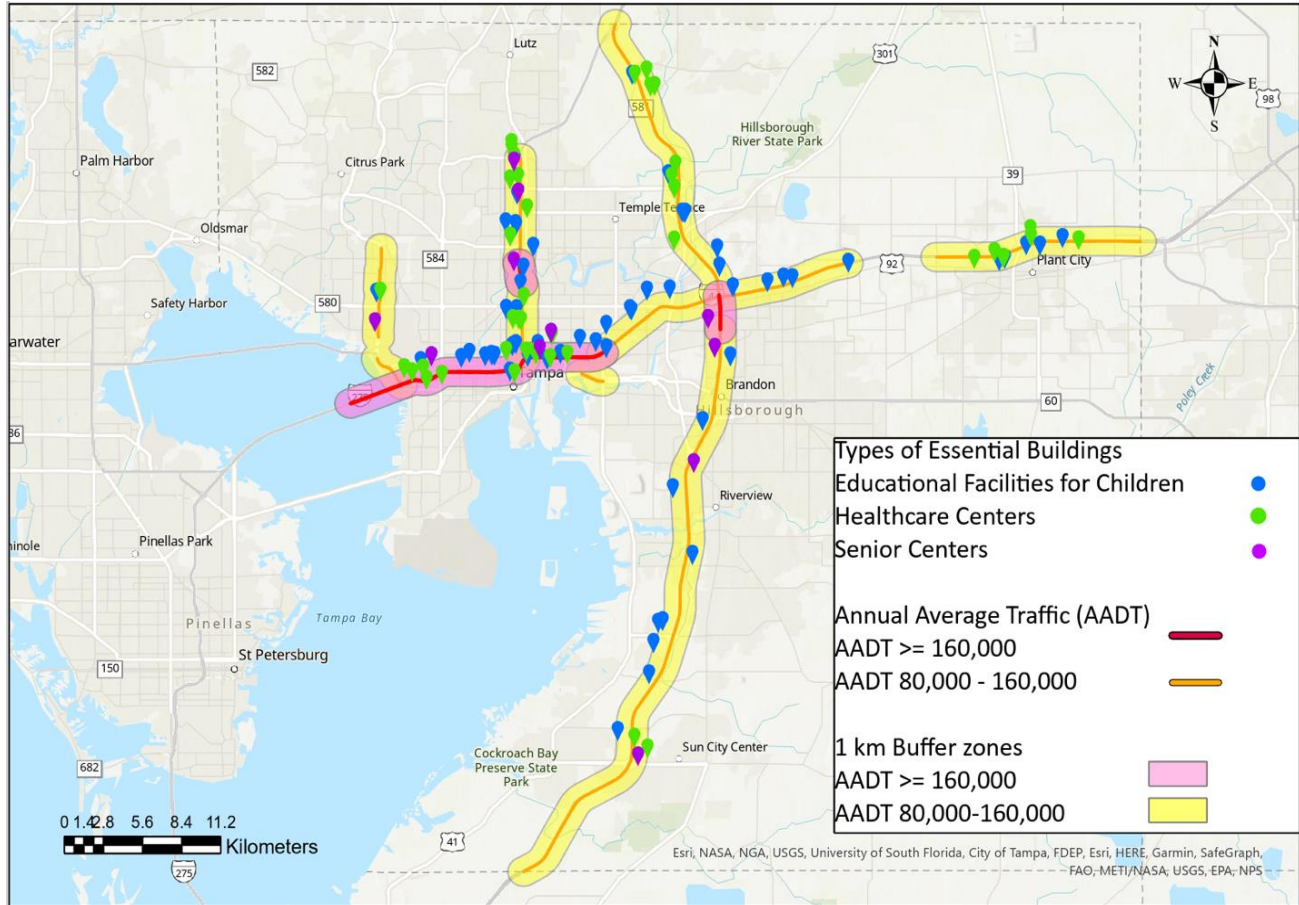 Lutz
582
301
N
W
E
S
98
581
Hillsborough
River State Park
Palm Harbor
Citrus Park
39
Temple Terrace
Oldsmar
584
92
Plant City
580
Safety Harbor
arwater
275
Tampa
Brandon
Hillsborough
60
Poley Creek
86
Riverview
Types of Essential Buildings
Educational Facilities for Children
Healthcare Centers
Senior Centers
Annual Average Traffic (AADT)
AADT >= 160,000
AADT 80,000 - 160,000
1 km Buffer zones
AADT >= 160,000
AADT 80,000-160,000
ninole
Pinellas Park
Tampa Bay
Pinellas
St Petersburg
150
Cockroach Bay
Preserve State
Park
Sun City Center
682
41
275
0 1.4 2.8 5.6 8.4 11.2
Kilometers
Esri, NASA, NGA, USGS, University of South Florida, City of Tampa, FDEP, Esri, HERE, Garmin, SafeGraph,
FAO, METI/NASA, USGS, EPA, NPS